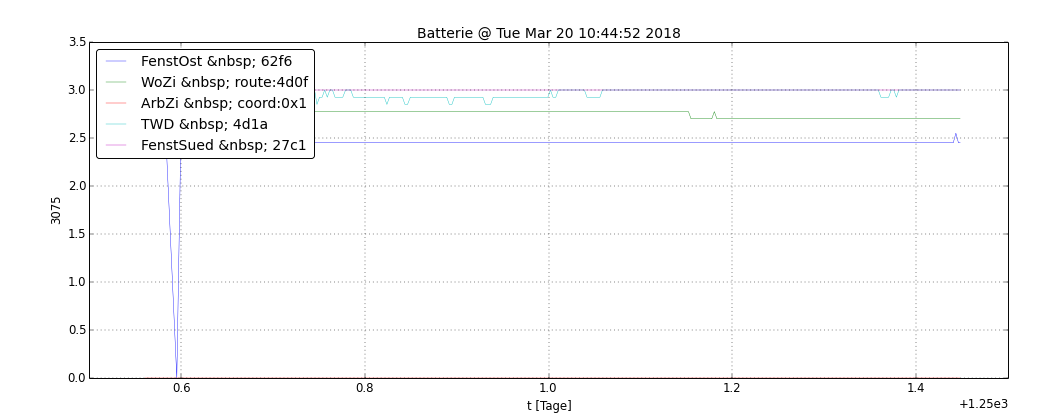 Batterie @ Tue Mar 20 10:44:52 2018
3.5
3.0
2.5
2.0
1.5
1.0
0.5
0.0
3075
FenstOst &nbsp; 62f6
WoZi &nbsp; route:4d0f
ArbZi &nbsp; coord:0x1
TWD &nbsp; 4d1a
FenstSued &nbsp; 27c1
0.6 0.8 1.0 1.2 1.4
t [Tage]
+1.25e3